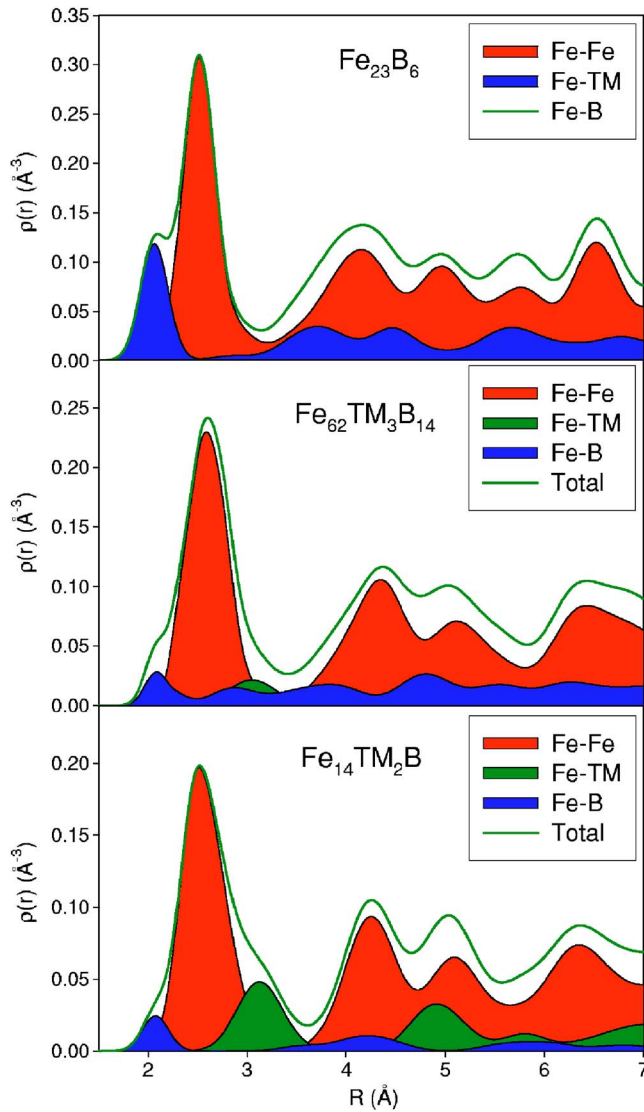 0.35
0.30
0.25
0.20
0.15
0.10
0.05
0.00
ρ(r) (Å⁻³)
Fe₂₃B₆
Fe-Fe
Fe-TM
Fe-B
0.25
0.20
0.15
0.10
0.05
0.00
ρ(r) (Å⁻³)
Fe₆₂TM₃B₁₄
Fe-Fe
Fe-TM
Fe-B
Total
0.20
0.15
0.10
0.05
0.00
ρ(r) (Å⁻³)
Fe₁₄TM₂B
Fe-Fe
Fe-TM
Fe-B
Total
2 3 4 5 6 7
R (Å)